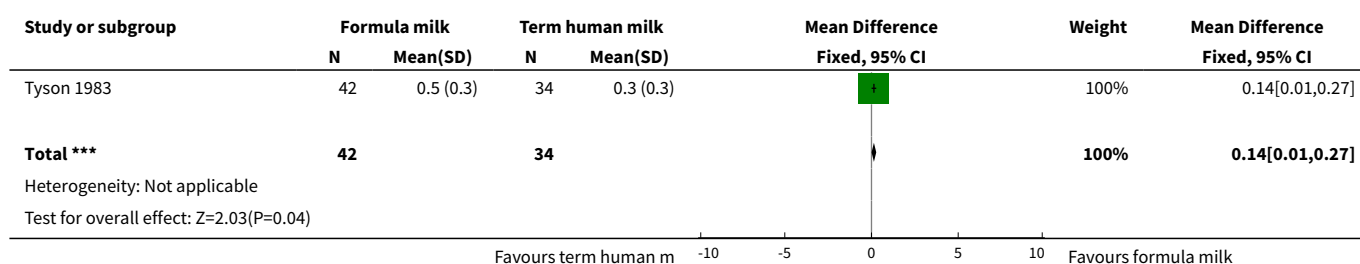 Study or subgroup Formula milk Term human milk Mean Difference Weight Mean Difference
N Mean(SD) N Mean(SD) Fixed, 95% CI Fixed, 95% CI
Tyson 1983 42 0.5 (0.3) 34 0.3 (0.3) 100% 0.14[0.01,0.27]
Total *** 42 34 100% 0.14[0.01,0.27]
Heterogeneity: Not applicable
Test for overall effect: Z=2.03(P=0.04)
Favours term human m -10 -5 0 5 10 Favours formula milk